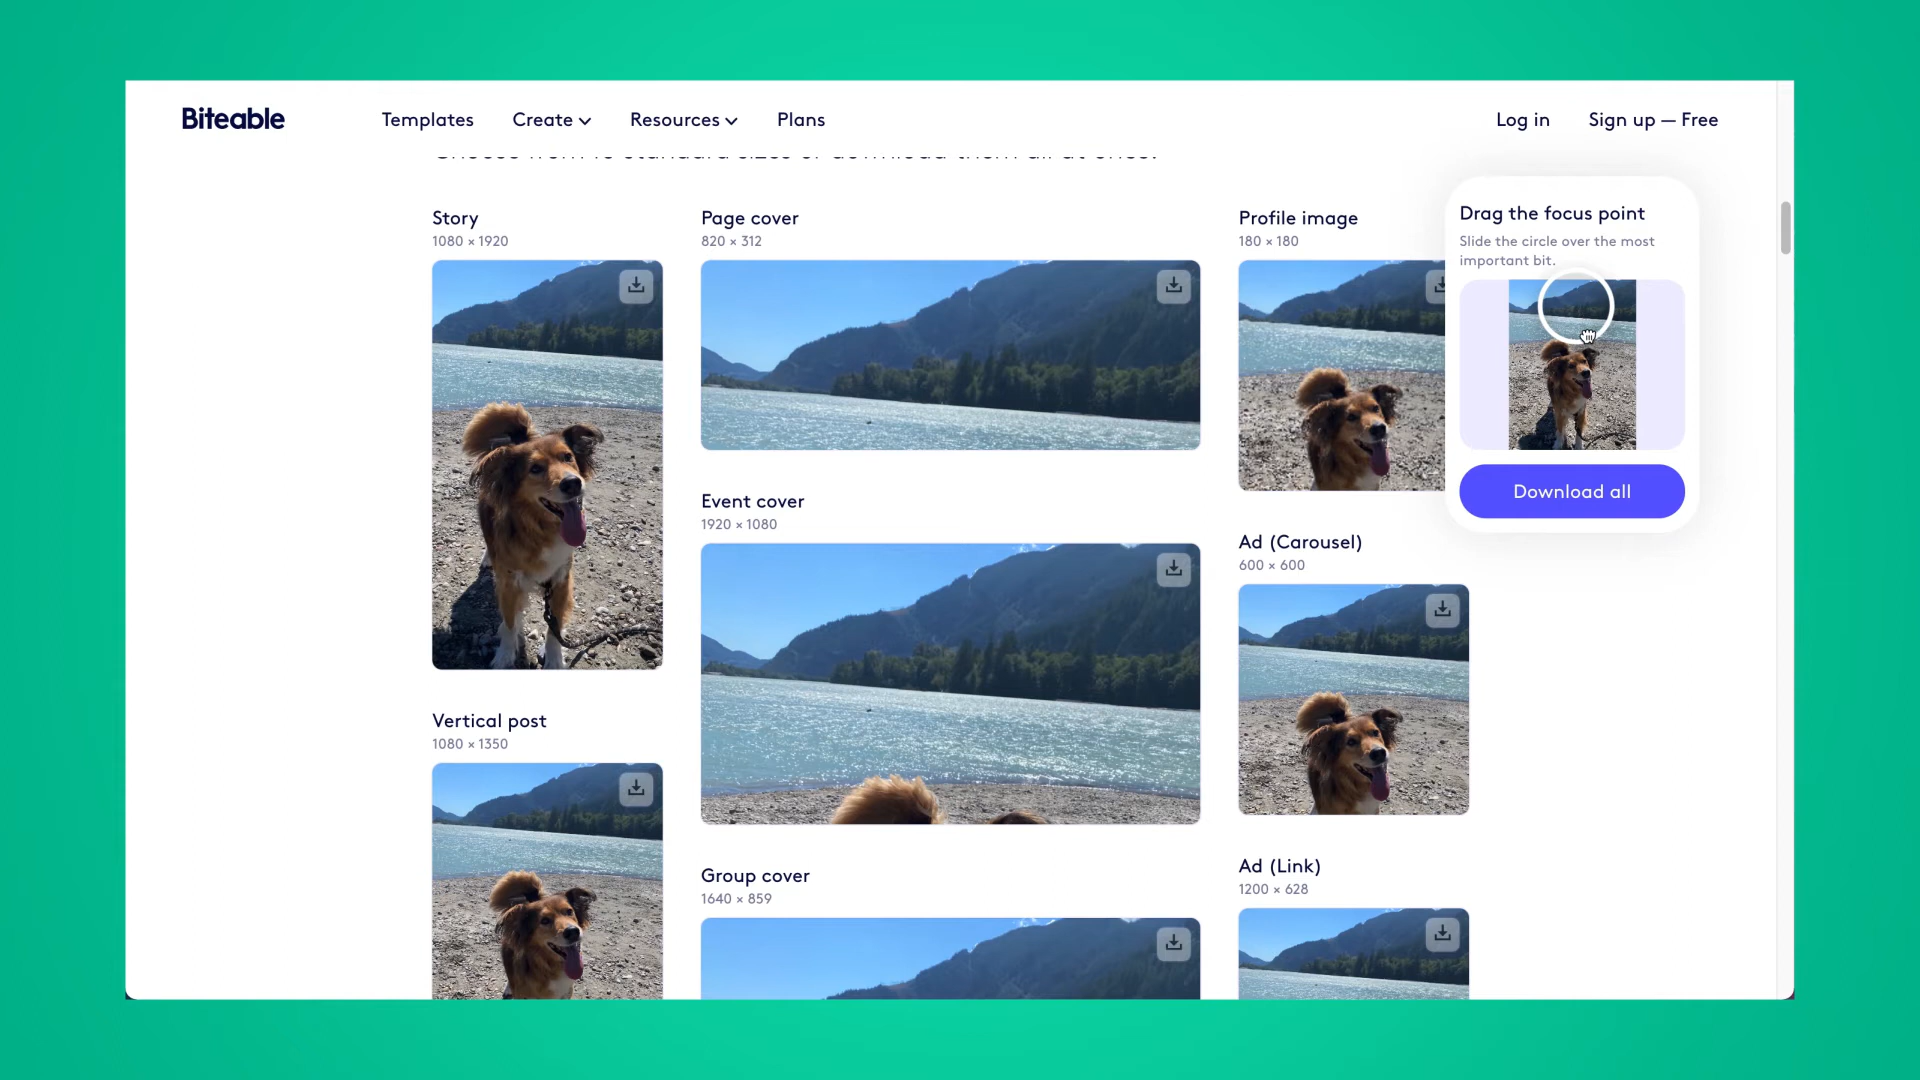 Biteable
Templates
Create
Resources
Plans
Log in
Sign up — Free
Story
1080 × 1920
Page cover
820 × 312
Profile image
180 × 180
Drag the focus point
Slide the circle over the most
important bit.
Download all
Event cover
1920 × 1080
Ad (Carousel)
600 × 600
Vertical post
1080 × 1350
Group cover
1640 × 859
Ad (Link)
1200 × 628